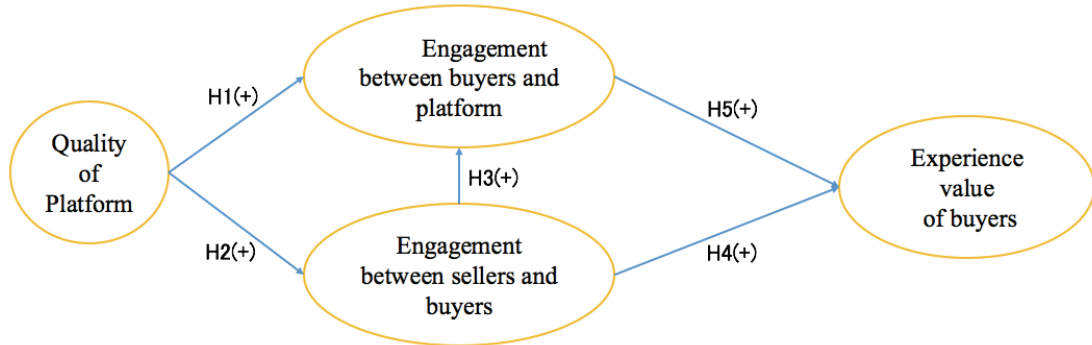 Engagement
between buyers and
platform
H1(+)
H5(+)
Quality
of
Platform
H3(+)
Experience
value
of buyers
H2(+)
Engagement
between sellers and
buyers
H4(+)